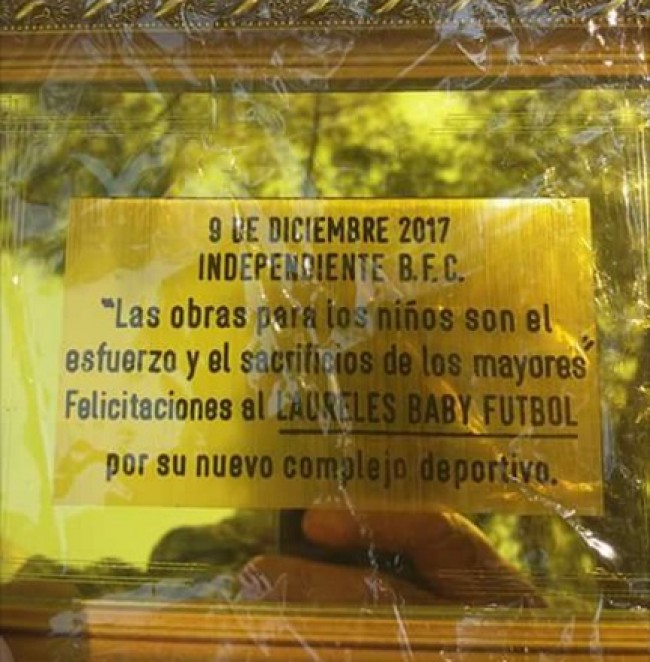 9 DE DICIEMBRE 2017
INDEPENDIENTE B.F.C.
"Las obras para los niños son el
esfuerzo y el sacrificios de los mayores"
Felicitaciones al LAURELES BABY FUTBOL
por su nuevo complejo deportivo.